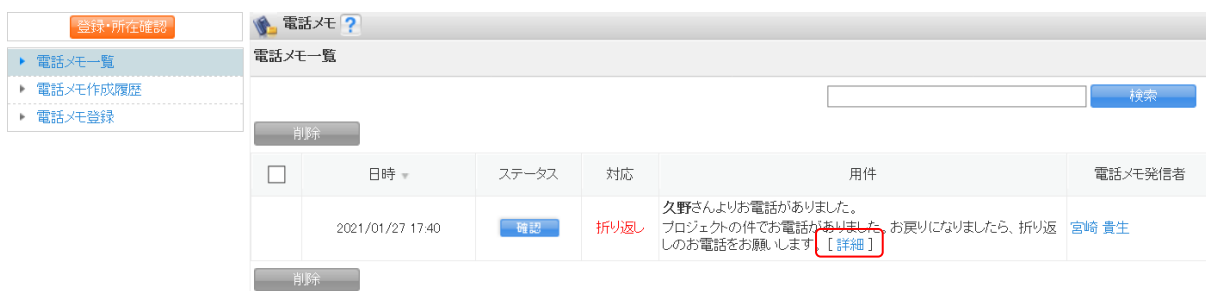 登録・所在確認
電話メモ一覧
電話メモ作成履歴
電話メモ登録
電話メモ ?
電話メモ一覧
検索
削除
日時 ステータス 対応 用件 電話メモ発信者
2021/01/27 17:40 確認 折り返し 久野さんよりお電話がありました。
プロジェクトの件でお電話がありました。お戻りになりましたら、折り返 宮崎 貴生
しのお電話をお願いします。[ 詳細 ]
削除